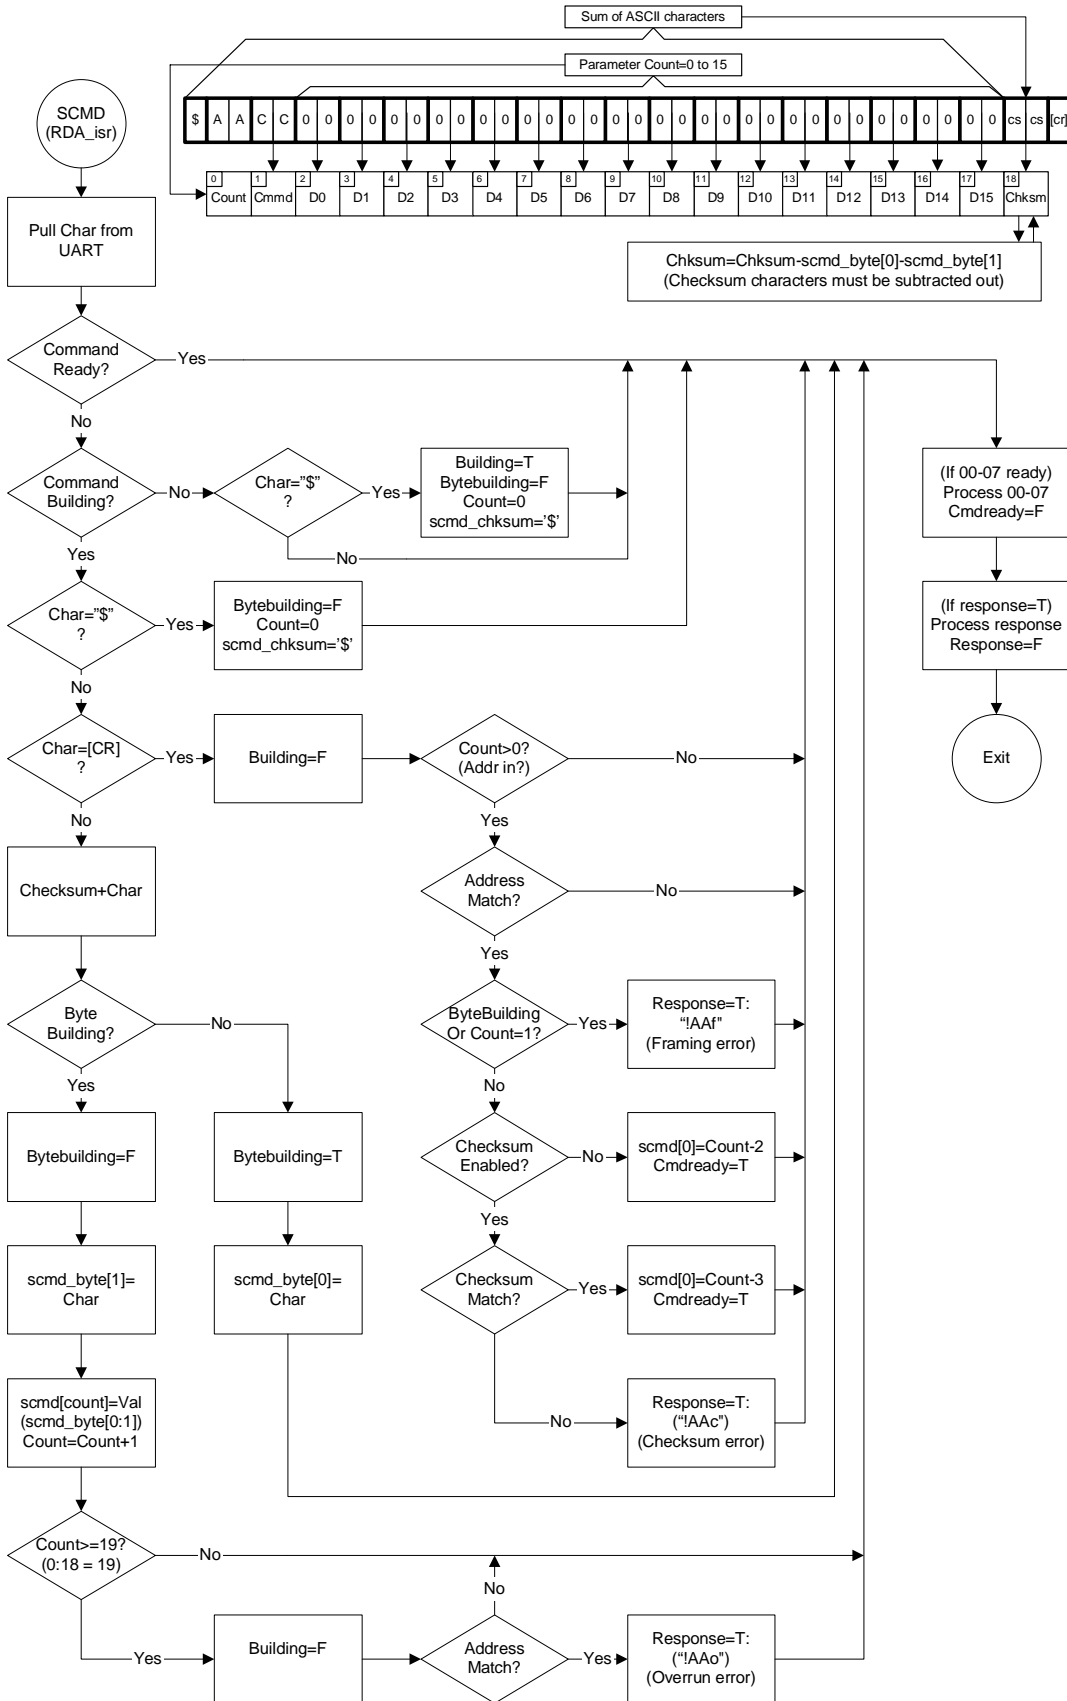 Sum of ASCII characters
Parameter Count=0 to 15
$ A A C C 0 0 0 0 0 0 0 0 0 0 0 0 0 0 0 0 0 0 0 0 0 0 0 0 0 0 0 0 0 0 0 0 cs cs [cr]
0 1 2 3 4 5 6 7 8 9 10 11 12 13 14 15 16 17 18
Count Cmmd D0 D1 D2 D3 D4 D5 D6 D7 D8 D9 D10 D11 D12 D13 D14 D15 Chksm
Chksum=Chksum-scmd_byte[0]-scmd_byte[1]
(Checksum characters must be subtracted out)
SCMD
(RDA_isr)
Pull Char from
UART
Command
Ready?
Yes
No
Command
Building?
No
Char="$"
?
Yes
Building=T
Bytebuilding=F
Count=0
scmd_chksum='$'
No
Yes
Char="$"
?
Yes
Bytebuilding=F
Count=0
scmd_chksum='$'
No
(If 00-07 ready)
Process 00-07
Cmdready=F
(If response=T)
Process response
Response=F
Exit
Char=[CR]
?
Yes
Building=F
Count>0?
(Addr in?)
No
Yes
No
Checksum+Char
Address
Match?
No
Yes
Byte
Building?
No
Yes
ByteBuilding
Or Count=1?
Yes
Response=T:
“!AAf"
(Framing error)
No
Bytebuilding=F
Bytebuilding=T
Checksum
Enabled?
No
scmd[0]=Count-2
Cmdready=T
Yes
scmd_byte[1]=
Char
scmd_byte[0]=
Char
Checksum
Match?
Yes
scmd[0]=Count-3
Cmdready=T
No
Response=T:
(“!AAc")
(Checksum error)
scmd[count]=Val
(scmd_byte[0:1])
Count=Count+1
Count>=19?
(0:18 = 19)
No
Yes
Building=F
Address
Match?
No
Yes
Response=T:
(“!AAo")
(Overrun error)